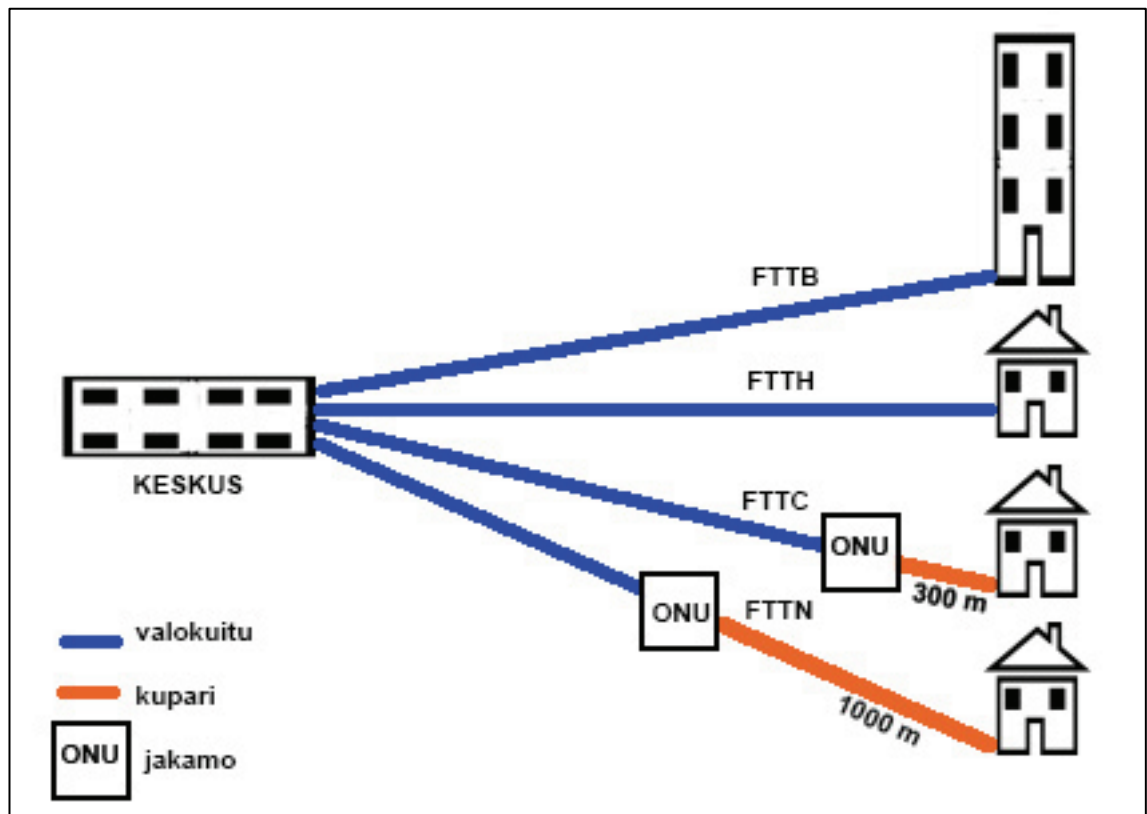 FTTB
FTTH
KESKUS
FTTC
ONU
300 m
ONU
FTTN
1000 m
valokuitu
kupari
ONU
jakamo